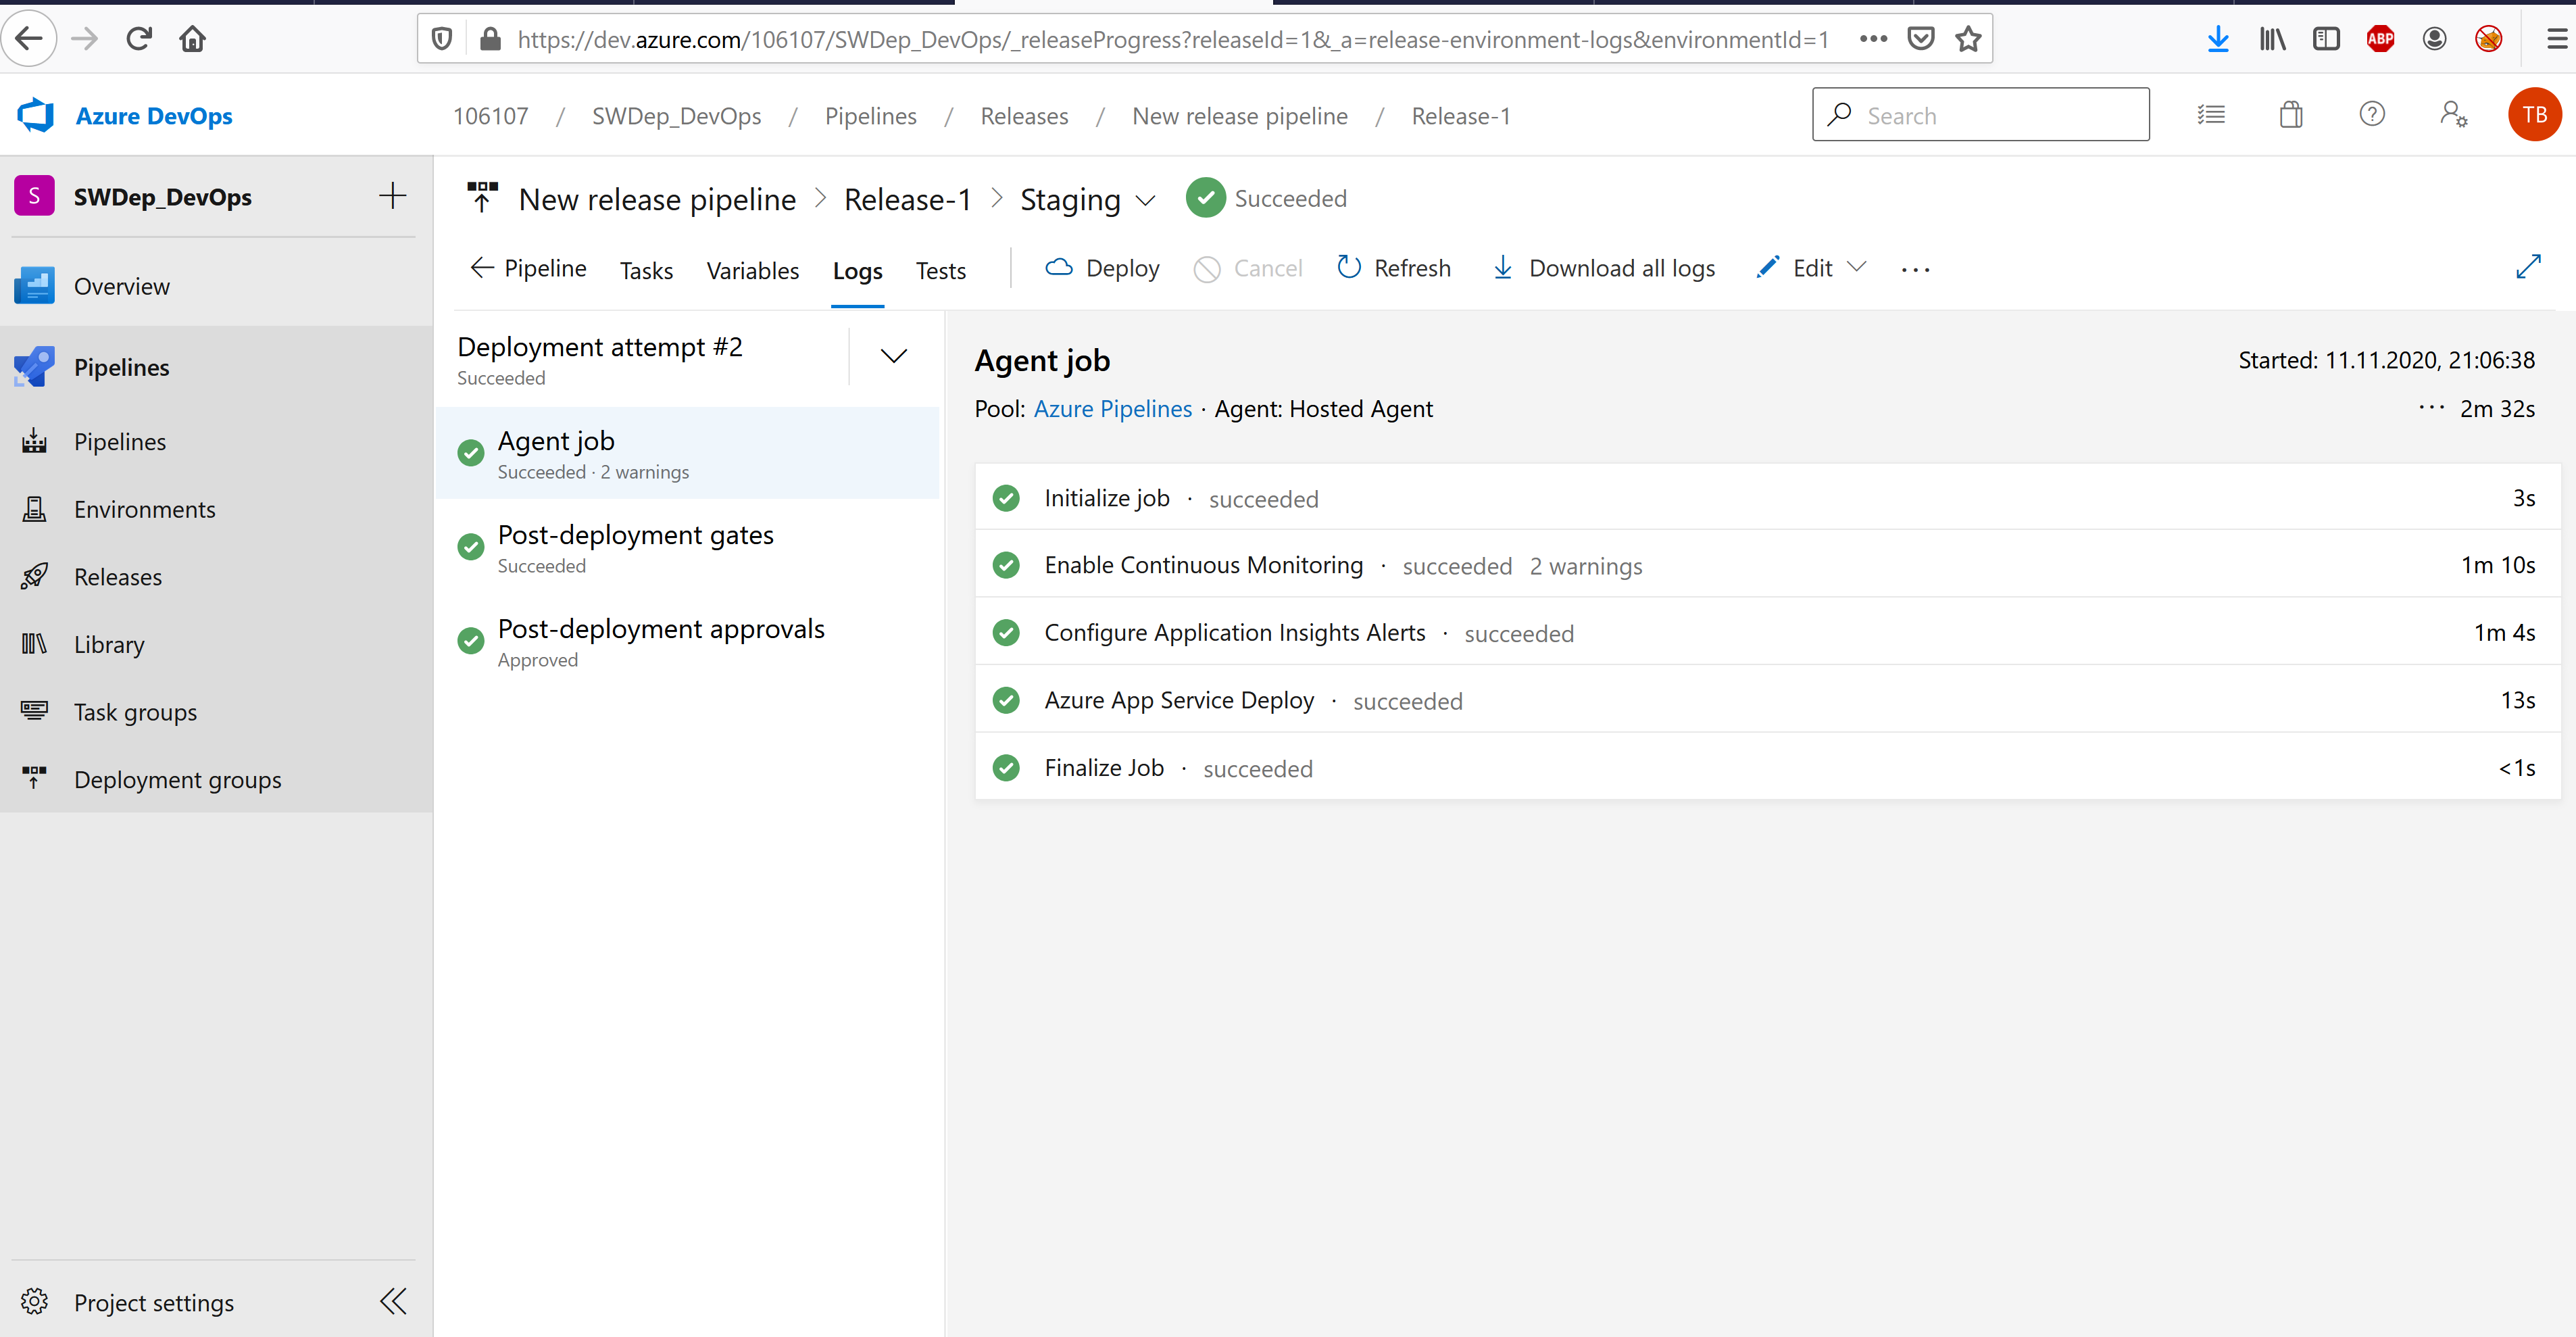 https://dev.azure.com/106107/SWDep_DevOps/_releaseProgress?releaseId=1&_a=release-environment-logs&environmentId=1
ABP
Azure DevOps
106107 / SWDep_DevOps / Pipelines / Releases / New release pipeline / Release-1
Search
TB
S SWDep_DevOps
Overview
Pipelines
Pipelines
Environments
Releases
Library
Task groups
Deployment groups
Project settings
New release pipeline > Release-1 > Staging Succeeded
Pipeline Tasks Variables Logs Tests Deploy Cancel Refresh Download all logs Edit
Deployment attempt #2
Succeeded
Agent job
Succeeded · 2 warnings
Post-deployment gates
Succeeded
Post-deployment approvals
Approved
Agent job
Started: 11.11.2020, 21:06:38
Pool: Azure Pipelines · Agent: Hosted Agent
··· 2m 32s
Initialize job · succeeded 3s
Enable Continuous Monitoring · succeeded 2 warnings 1m 10s
Configure Application Insights Alerts · succeeded 1m 4s
Azure App Service Deploy · succeeded 13s
Finalize Job · succeeded <1s